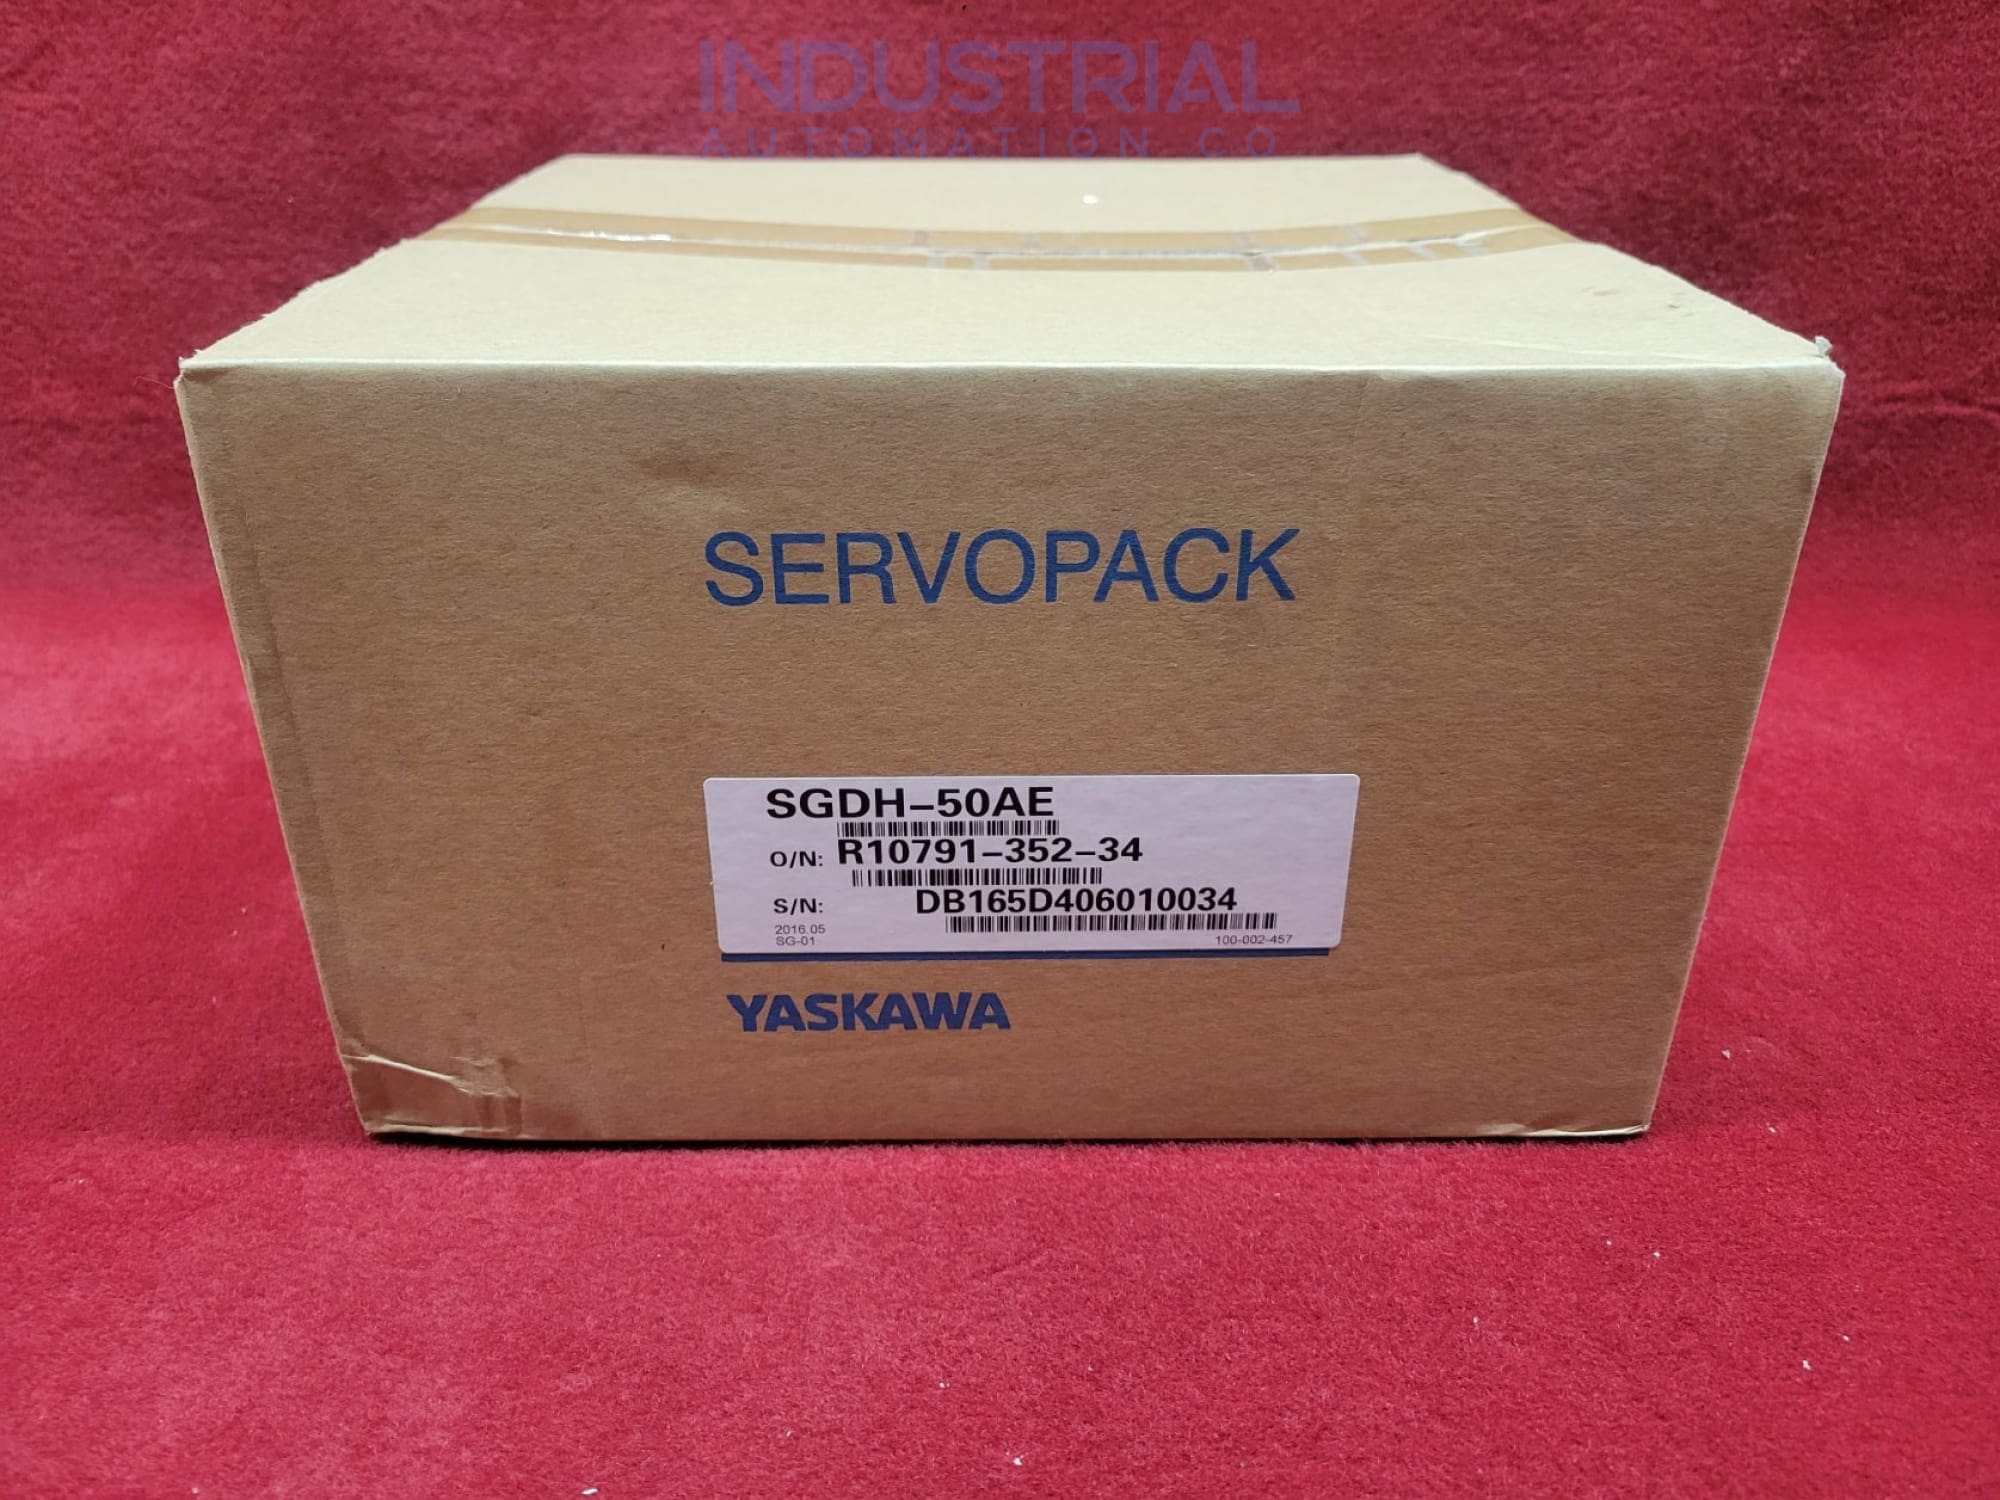 INDUSTRIAL
AUTOMATION CO
SERVOPACK
SGDH-50AE
O/N: R10791-352-34
S/N: DB165D406010034
2016.05
SG-01 100-002-457
YASKAWA